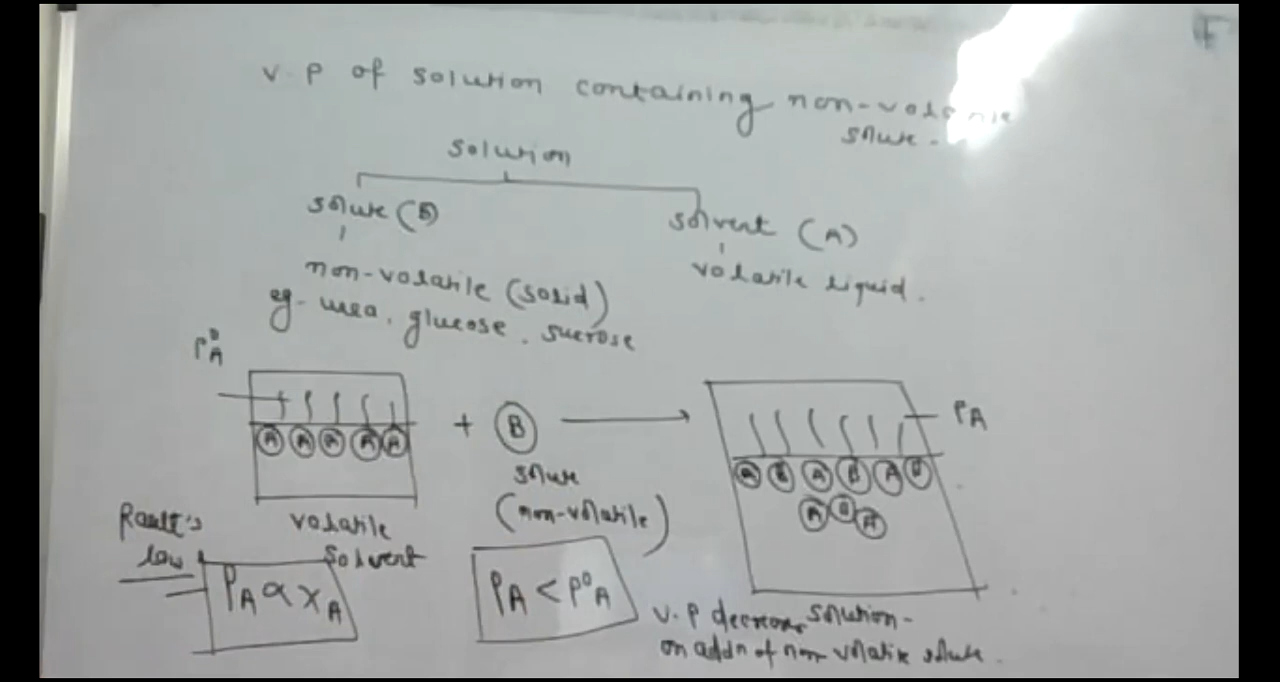 v.p of solution containing non-volatile
solute.
solution
solute (B)
solvent (A)
non-volatile (solid)
volatile liquid.
eg- urea, glucose, sucrose
P°A
A A A A A
+ B
solute
(non-volatile)
PA
A B A B A B
A B A
volatile
solvent
Raoult's
law
PA ∝ XA
PA < P°A
solution-
v.p decreases
on addn of non volatile solute.